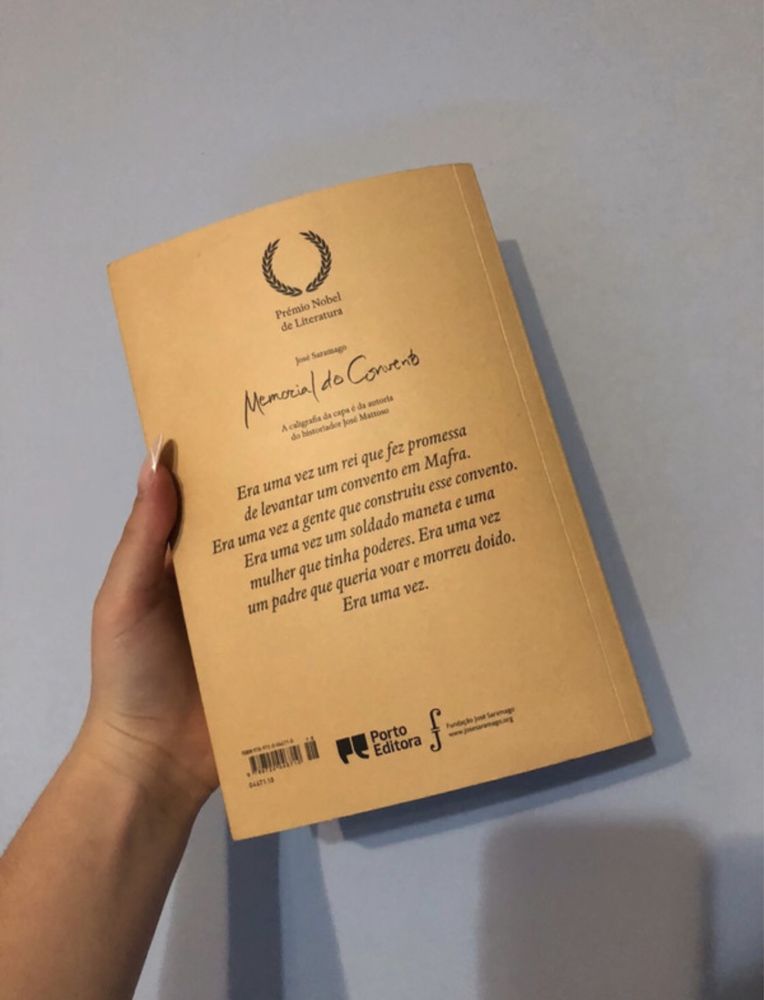 Prémio Nobel
de Literatura
José Saramago
Memorial do Convento
A caligrafia da capa é da autoria
do historiador José Mattoso
Era uma vez um rei que fez promessa
de levantar um convento em Mafra.
Era uma vez a gente que construiu esse convento.
Era uma vez um soldado maneta e uma
mulher que tinha poderes. Era uma vez
um padre que queria voar e morreu doido.
Era uma vez.
Porto
Editora
Fundação José Saramago
www.josesaramago.org
04671.10